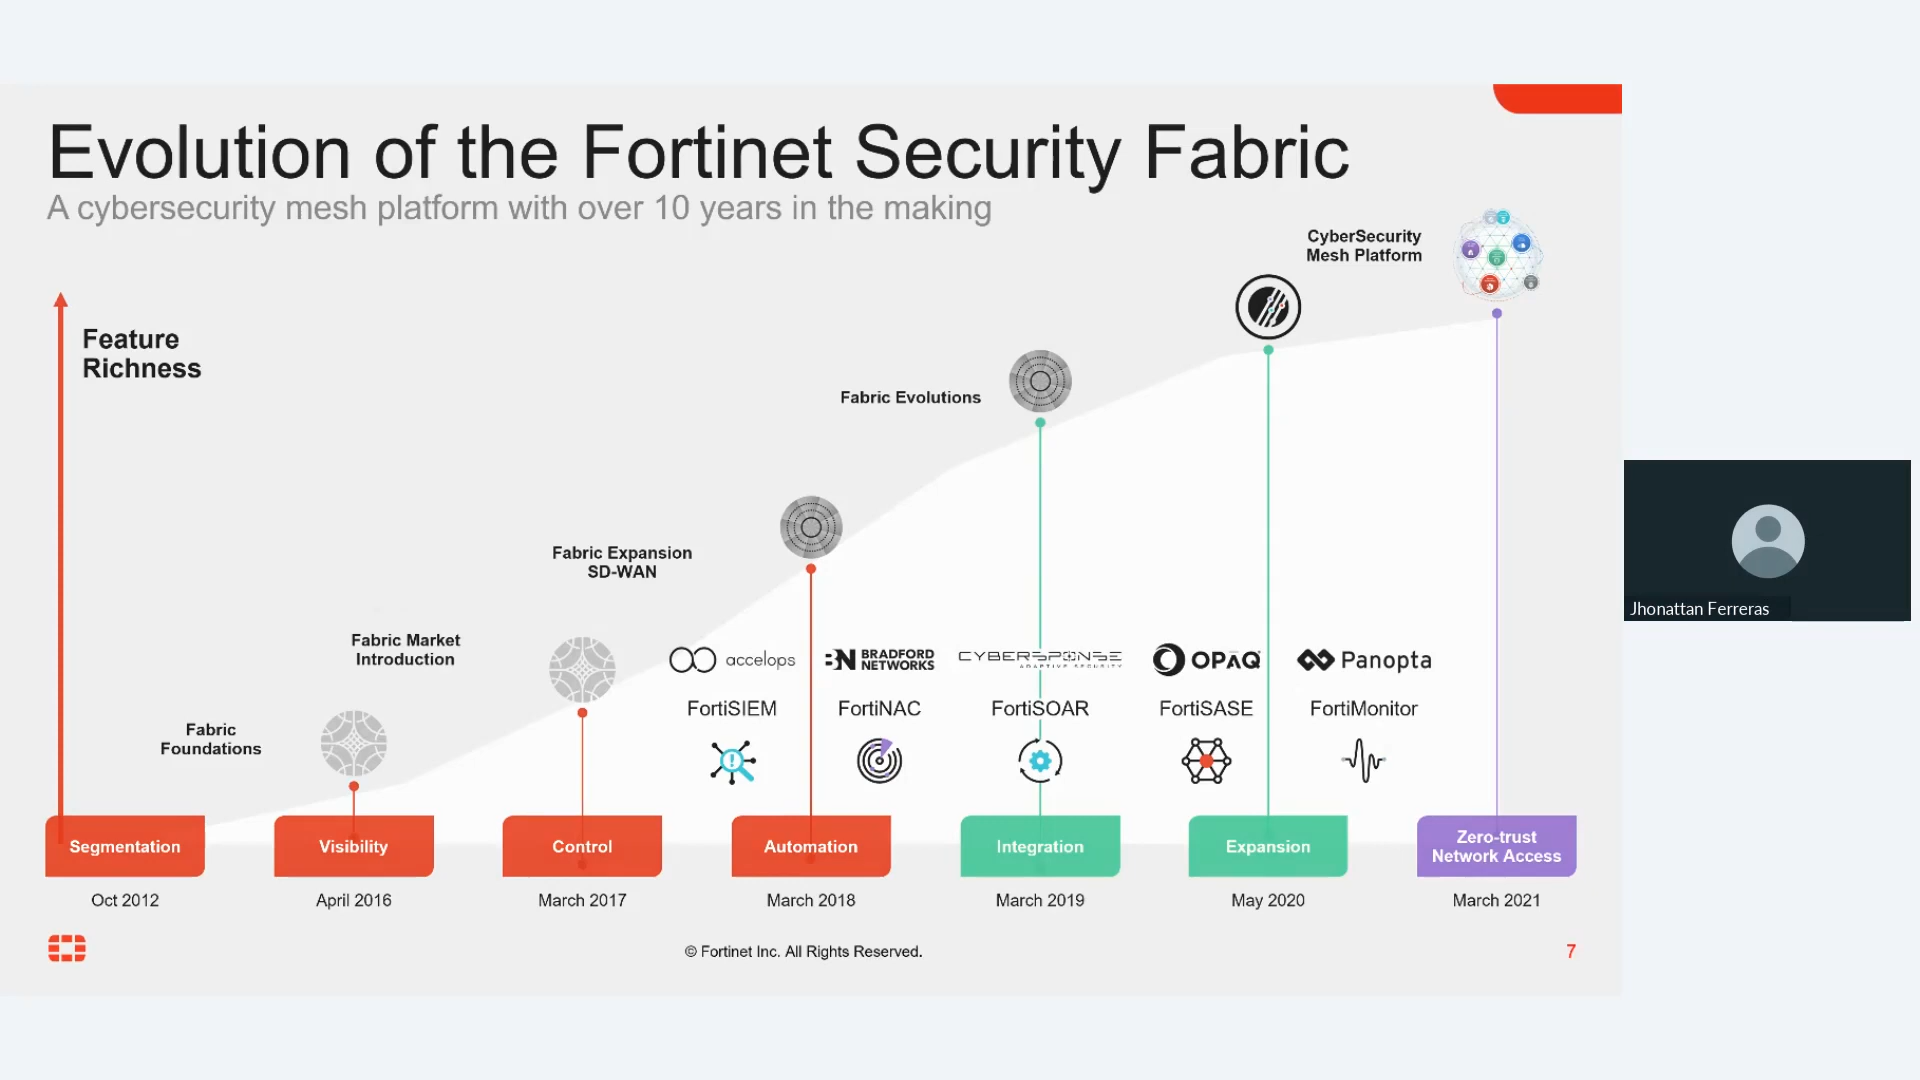 Evolution of the Fortinet Security Fabric
A cybersecurity mesh platform with over 10 years in the making
CyberSecurity
Mesh Platform
Feature
Richness
Fabric Evolutions
Fabric Expansion
SD-WAN
Fabric Market
Introduction
Fabric
Foundations
accelops
BRADFORD
NETWORKS
CYBERSPONSE
ADAPTIVE SECURITY
OPAQ
Panopta
FortiSIEM
FortiNAC
FortiSOAR
FortiSASE
FortiMonitor
Segmentation
Visibility
Control
Automation
Integration
Expansion
Zero-trust
Network Access
Oct 2012
April 2016
March 2017
March 2018
March 2019
May 2020
March 2021
© Fortinet Inc. All Rights Reserved.
7
Jhonattan Ferreras